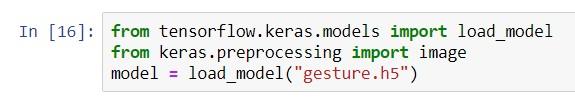 In [16]: from tensorflow.keras.models import load_model
from keras.preprocessing import image
model = load_model("gesture.h5")